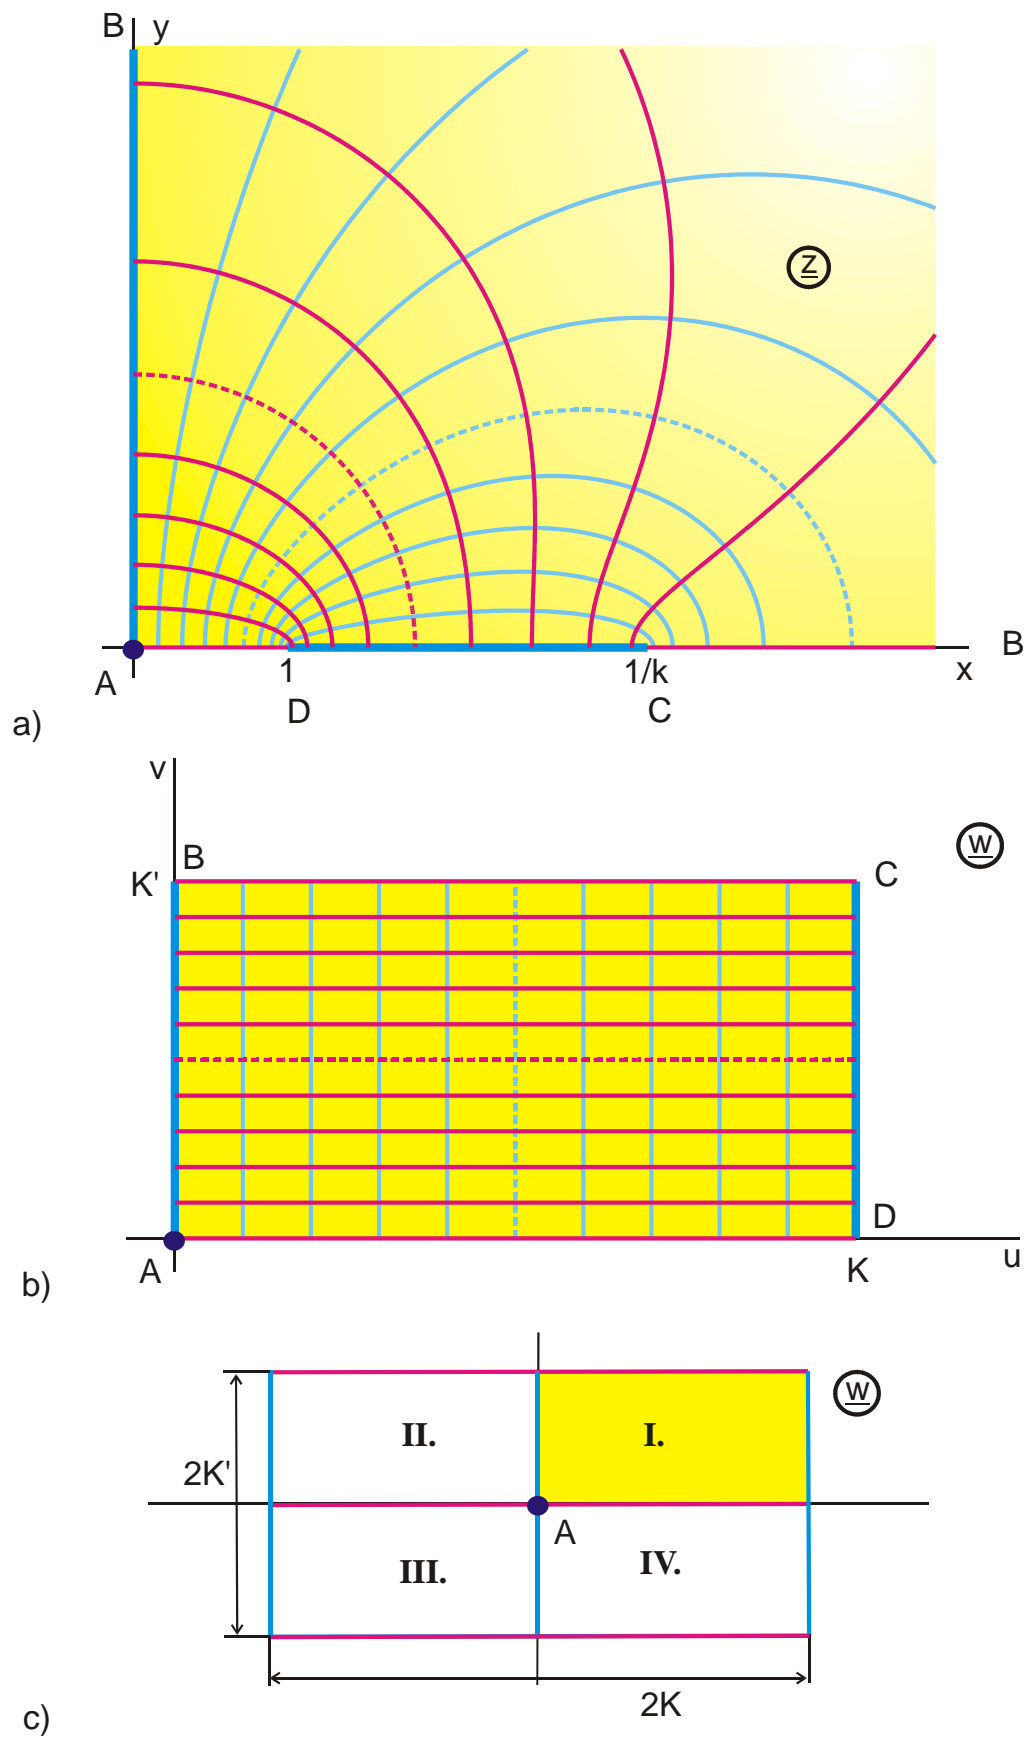 B y
z
A 1 1/k x B
D C
a)
v
w
B
K' C
D
A K u
b)
w
II. I.
2K'
A
III. IV.
2K
c)